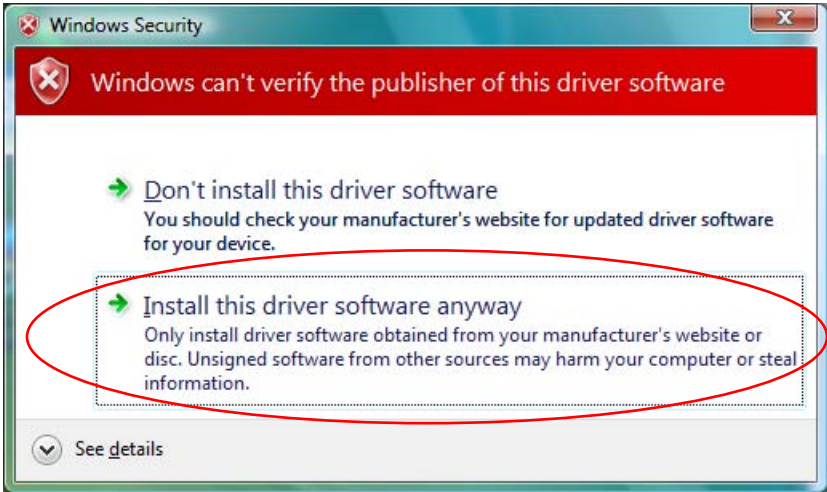 Windows Security
Windows can't verify the publisher of this driver software
Don't install this driver software
You should check your manufacturer's website for updated driver software
for your device.
Install this driver software anyway
Only install driver software obtained from your manufacturer's website or
disc. Unsigned software from other sources may harm your computer or steal
information.
See details